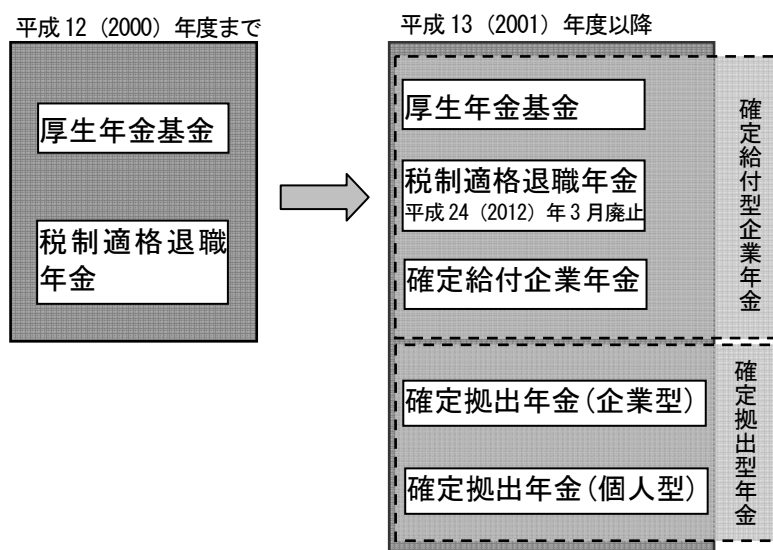 平成12（2000）年度まで
厚生年金基金
税制適格退職
年金
平成13（2001）年度以降
厚生年金基金
税制適格退職年金
平成24（2012）年3月廃止
確定給付企業年金
確定給付型企業年金
確定拠出年金(企業型)
確定拠出年金(個人型)
確定拠出型年金